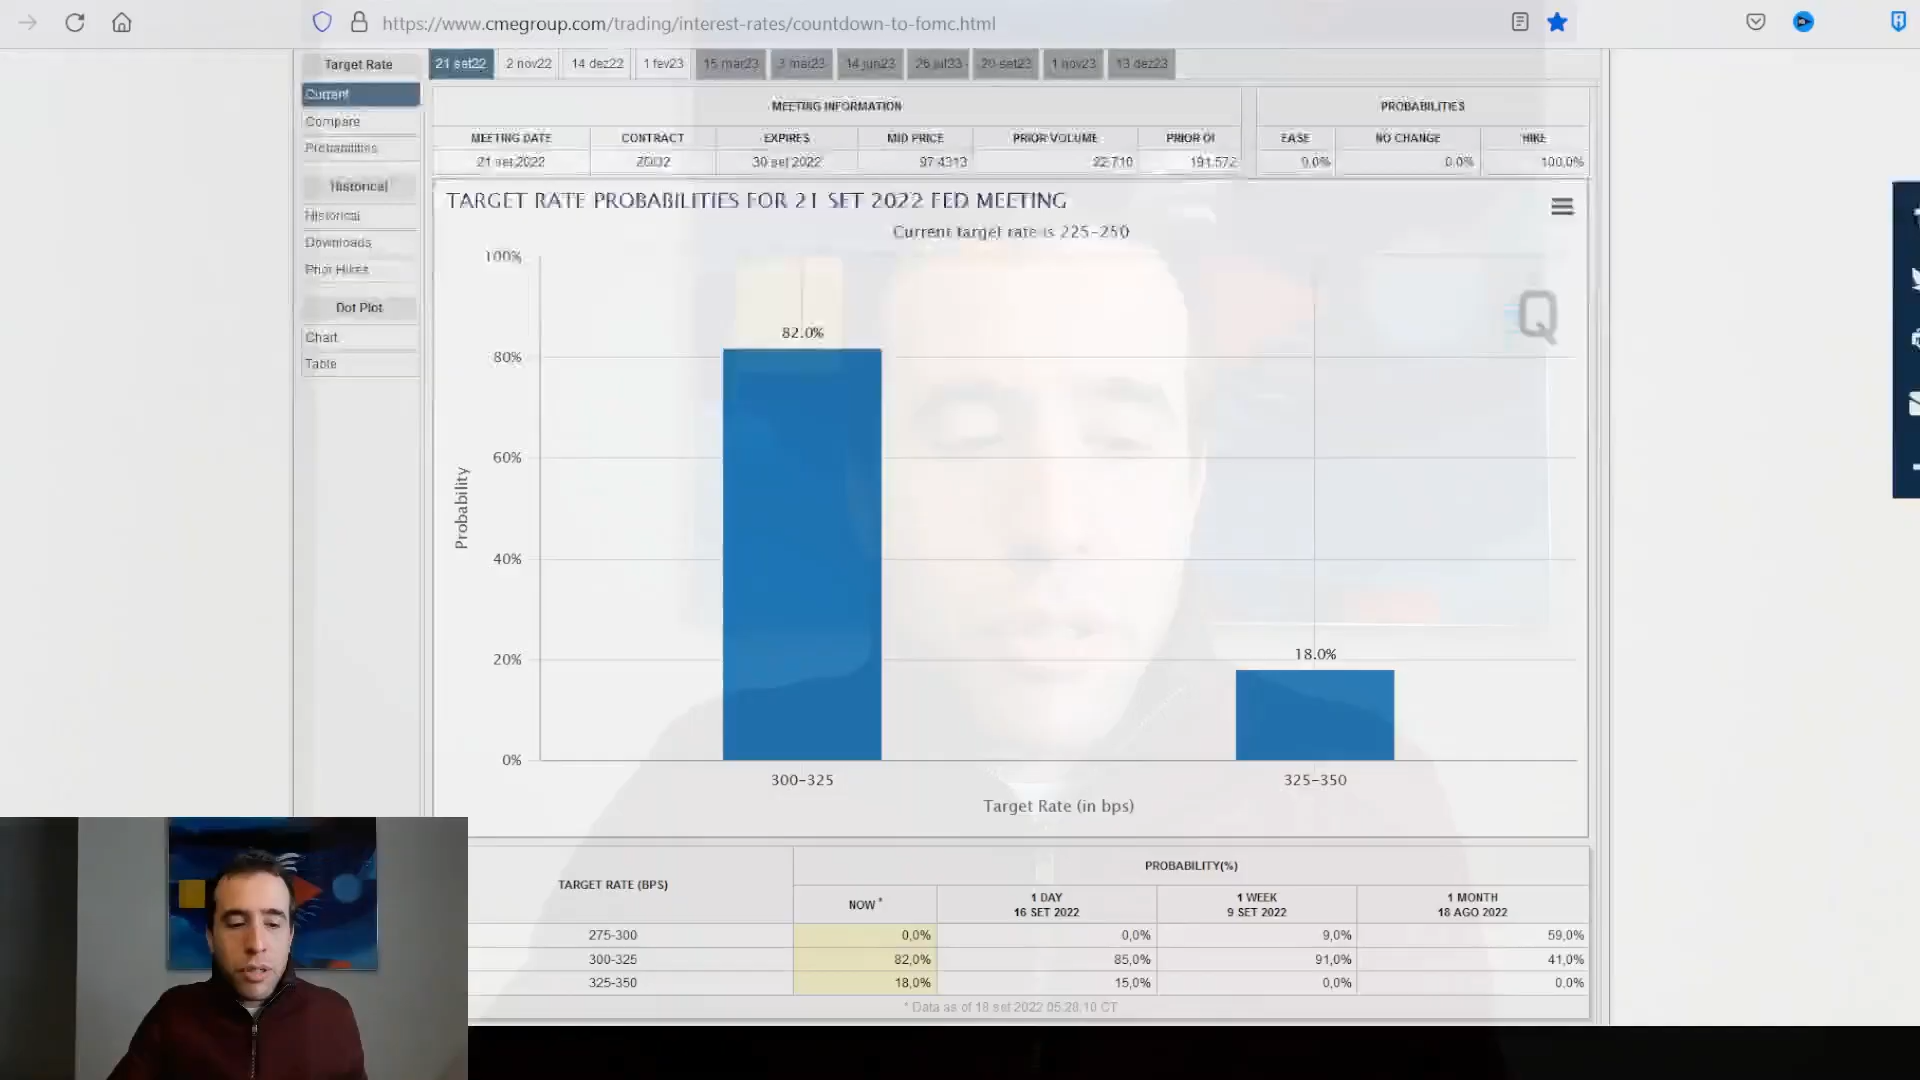 https://www.cmegroup.com/trading/interest-rates/countdown-to-fomc.html
Target Rate
Current
Compare
Probabilities
Historical
Historical
Downloads
Prior Hikes
Dot Plot
Chart
Table
21 set22 2 nov22 14 dez22 1 fev23 15 mar23 3 mai23 14 jun23 26 jul23 20 set23 1 nov23 13 dez23
MEETING INFORMATION
MEETING DATE CONTRACT EXPIRES MID PRICE PRIOR VOLUME PRIOR OI
21 set 2022 ZQU2 30 set 2022 97.4313 22.710 191.572
PROBABILITIES
EASE NO CHANGE HIKE
0,0% 0,0% 100,0%
TARGET RATE PROBABILITIES FOR 21 SET 2022 FED MEETING
Current target rate is 225-250
100%
80%
60%
40%
20%
0%
Probability
82.0%
18.0%
Q
300-325 325-350
Target Rate (in bps)
TARGET RATE (BPS)
PROBABILITY(%)
NOW *
1 DAY
16 SET 2022
1 WEEK
9 SET 2022
1 MONTH
18 AGO 2022
275-300 0,0% 0,0% 9,0% 59,0%
300-325 82,0% 85,0% 91,0% 41,0%
325-350 18,0% 15,0% 0,0% 0,0%
* Data as of 18 set 2022 05:28:10 CT